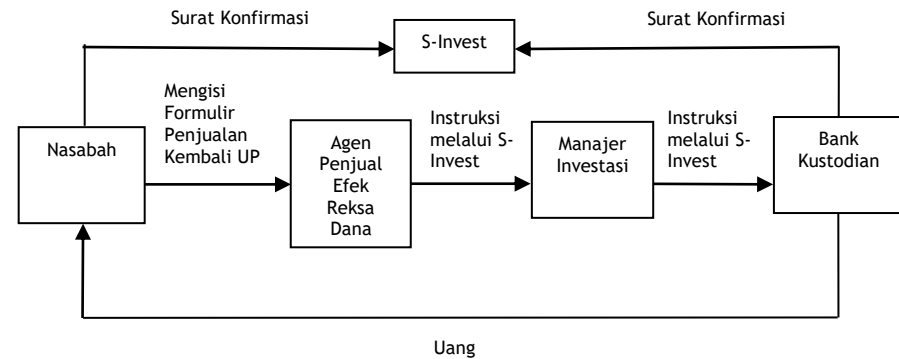 Surat Konfirmasi
Surat Konfirmasi
S-Invest
Mengisi
Formulir
Penjualan
Kembali UP
Instruksi
melalui S-
Invest
Instruksi
melalui S-
Invest
Nasabah
Agen
Penjual
Efek
Reksa
Dana
Manajer
Investasi
Bank
Kustodian
Uang